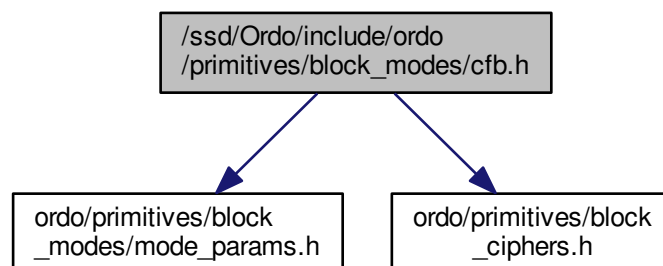 /ssd/Ordo/include/ordo
/primitives/block_modes/cfb.h
ordo/primitives/block
_modes/mode_params.h
ordo/primitives/block
_ciphers.h